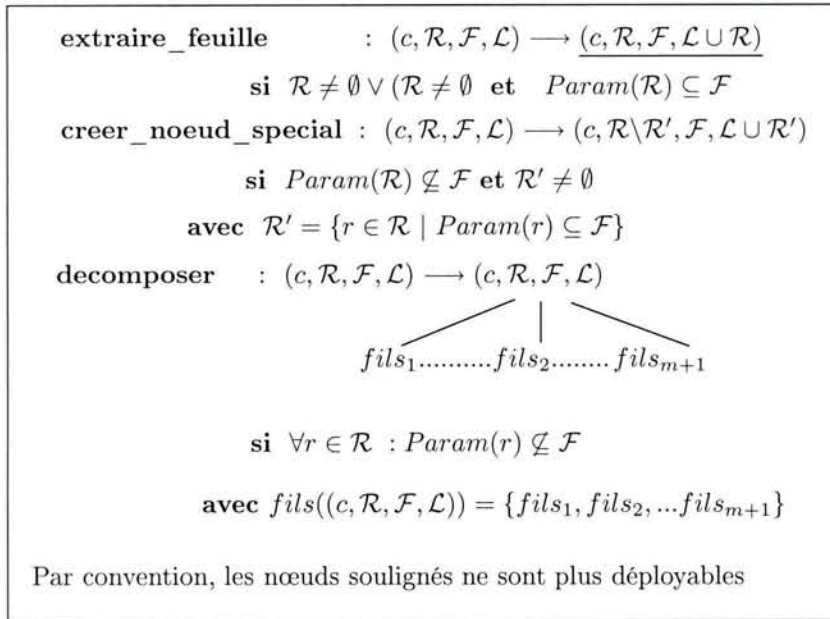 extraire_feuille : (c, ℛ, ℱ, ℒ) ⟶ (c, ℛ, ℱ, ℒ ∪ ℛ)
si ℛ ≠ ∅ ∨ (ℛ ≠ ∅ et Param(ℛ) ⊆ ℱ
creer_noeud_special : (c, ℛ, ℱ, ℒ) ⟶ (c, ℛ\ℛ′, ℱ, ℒ ∪ ℛ′)
si Param(ℛ) ⊈ ℱ et ℛ′ ≠ ∅
avec ℛ′ = {r ∈ ℛ | Param(r) ⊆ ℱ}
decomposer : (c, ℛ, ℱ, ℒ) ⟶ (c, ℛ, ℱ, ℒ)
fils₁..........fils₂........filsₘ₊₁
si ∀r ∈ ℛ : Param(r) ⊈ ℱ
avec fils((c, ℛ, ℱ, ℒ)) = {fils₁, fils₂, ...filsₘ₊₁}
Par convention, les nœuds soulignés ne sont plus déployables